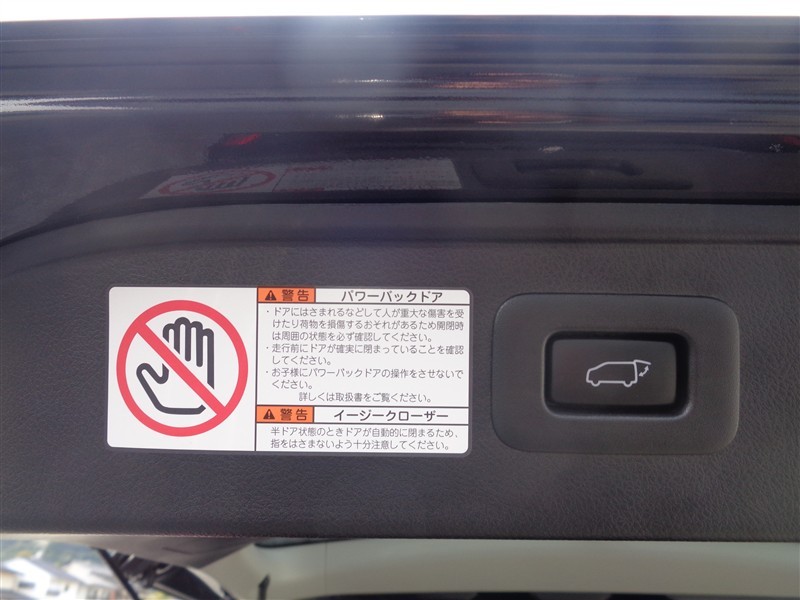 警告 パワーバックドア
・ドアにはさまれるなどして人が重大な傷害を受
けたり荷物を損傷するおそれがあるため開閉時
は周囲の状態を必ず確認してください。
・走行前にドアが確実に閉まっていることを確認
してください。
・お子様にパワーバックドアの操作をさせないで
ください。
詳しくは取扱書をご覧ください。
警告 イージークローザー
半ドア状態のときドアが自動的に閉まるため、
指をはさまないよう十分注意してください。